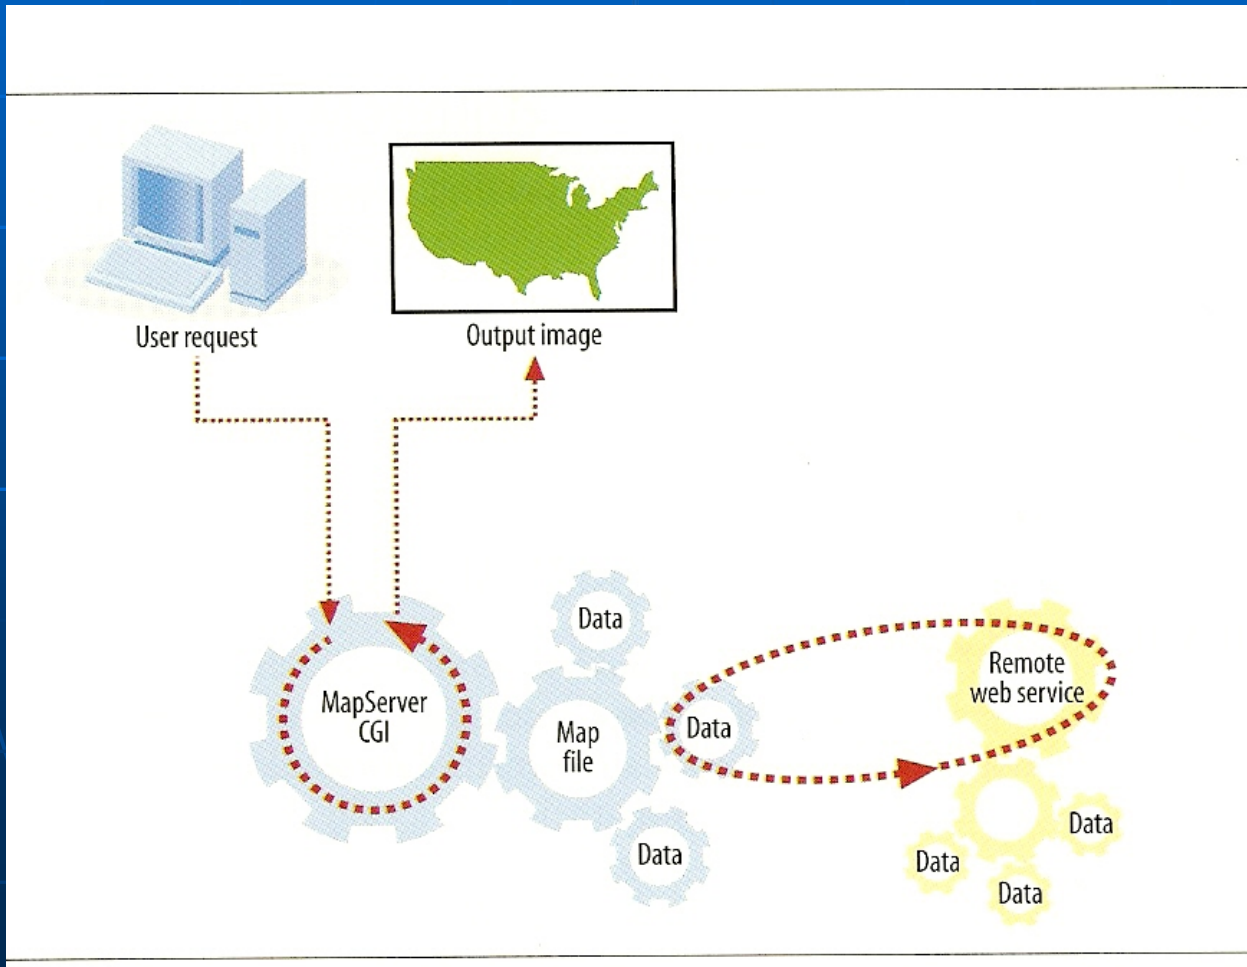 User request
Output image
Data
MapServer
CGI
Map
file
Data
Data
Remote
web service
Data
Data
Data